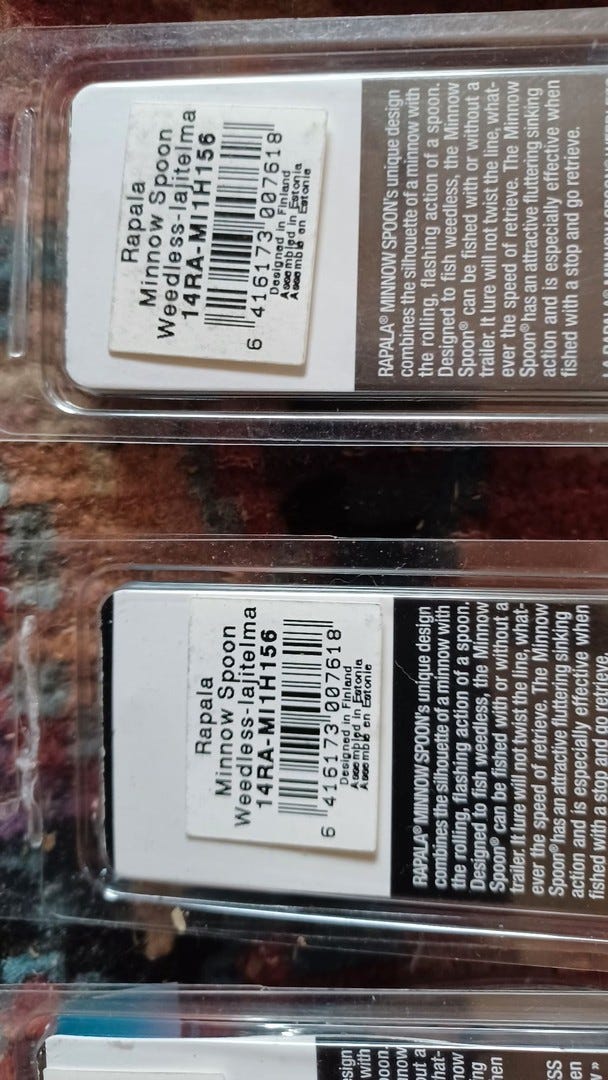 Rapala
Minnow Spoon
Weedless-lajitelma
14RA-MI1H156
6 416173 007618
Designed in Finland
Assembled in Estonia
Assemblé en Estonie
RAPALA® MINNOW SPOON's unique design
combines the silhouette of a minnow with
the rolling, flashing action of a spoon.
Designed to fish weedless, the Minnow
Spoon® can be fished with or without a
trailer. It lure will not twist the line, what-
ever the speed of retrieve. The Minnow
Spoon® has an attractive fluttering sinking
action and is especially effective when
fished with a stop and go retrieve.
Rapala
Minnow Spoon
Weedless-lajitelma
14RA-MI1H156
6 416173 007618
Designed in Finland
Assembled in Estonia
Assemblé en Estonie
RAPALA® MINNOW SPOON's unique design
combines the silhouette of a minnow with
the rolling, flashing action of a spoon.
Designed to fish weedless, the Minnow
Spoon® can be fished with or without a
trailer. It lure will not twist the line, what-
ever the speed of retrieve. The Minnow
Spoon® has an attractive fluttering sinking
action and is especially effective when
fished with a stop and go retrieve.